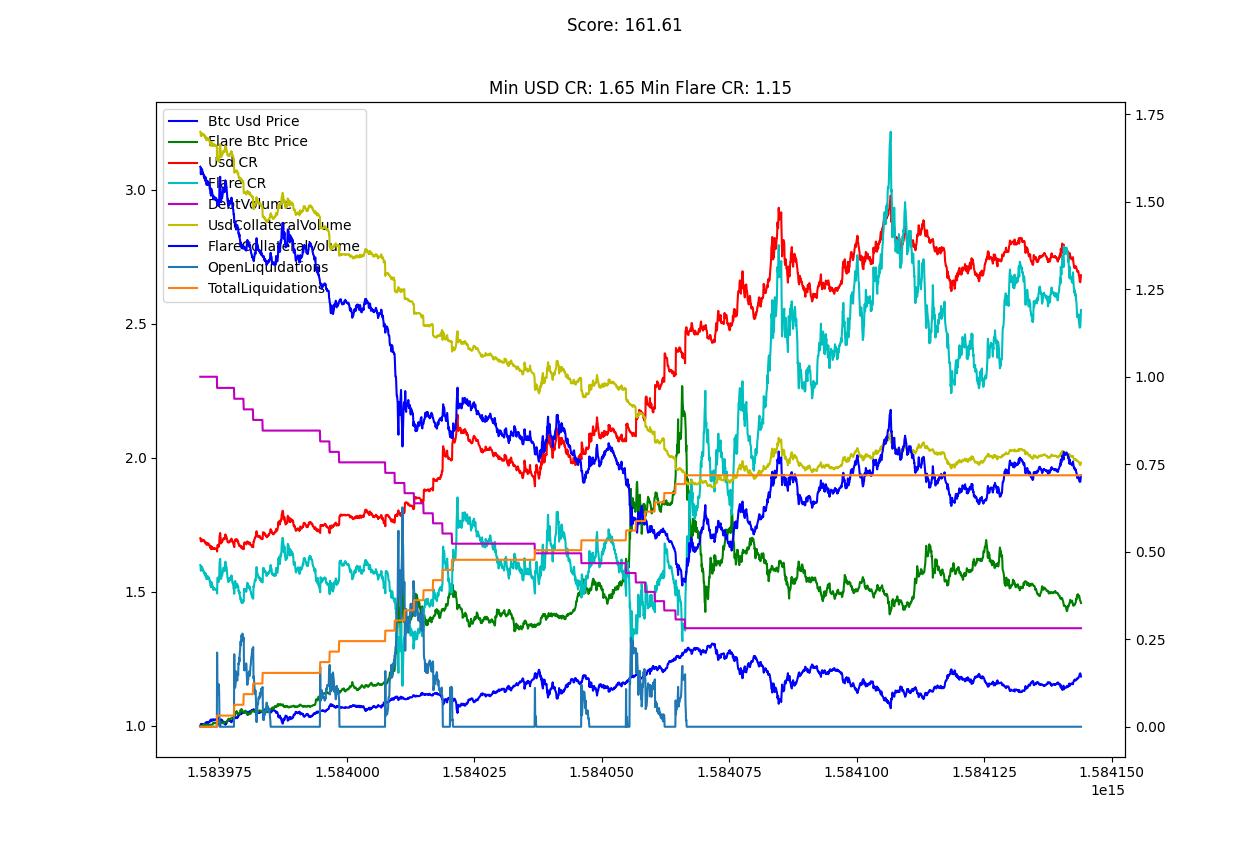 Score: 161.61
Min USD CR: 1.65 Min Flare CR: 1.15
Btc Usd Price
Flare Btc Price
Usd CR
Flare CR
DebtVolume
UsdCollateralVolume
FlareCollateralVolume
OpenLiquidations
TotalLiquidations
3.0
2.5
2.0
1.5
1.0
1.75
1.50
1.25
1.00
0.75
0.50
0.25
0.00
1.583975 1.584000 1.584025 1.584050 1.584075 1.584100 1.584125 1.584150
1e15